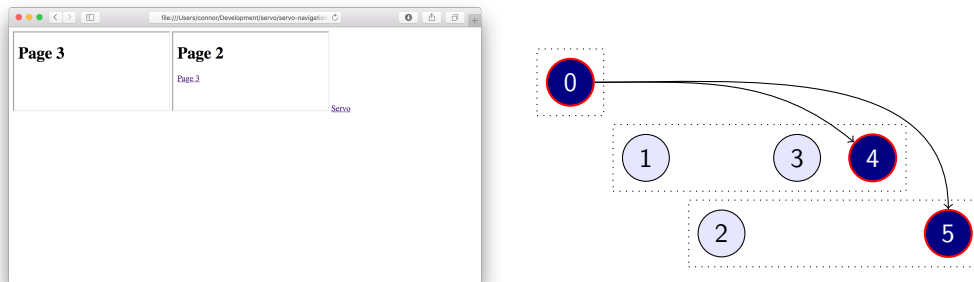 file:///Users/connor/Development/servo/servo-navigation
Page 3
Page 2
Page 3
Servo
0
1
3
4
2
5